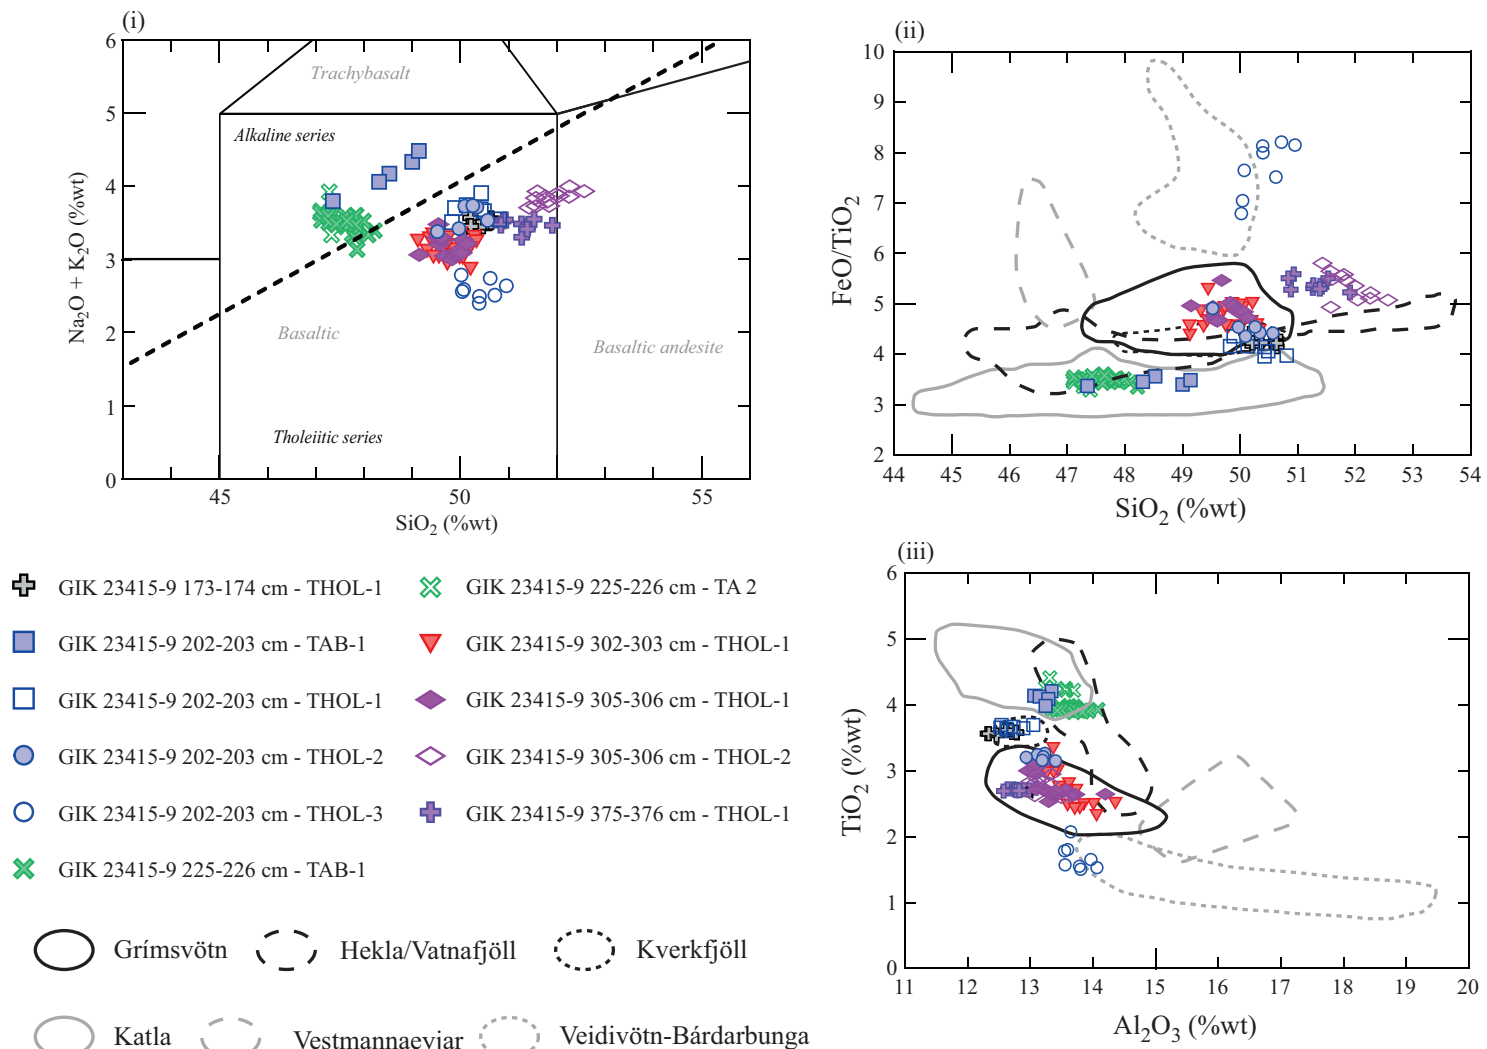 (i)
6
5
4
3
2
1
0
Na2O + K2O (%wt)
Trachybasalt
Alkaline series
Basaltic
Basaltic andesite
Tholeiitic series
45
50
55
SiO2 (%wt)
(ii)
10
9
8
7
6
5
4
3
2
FeO/TiO2
44
45
46
47
48
49
50
51
52
53
54
SiO2 (%wt)
(iii)
6
5
4
3
2
1
0
TiO2 (%wt)
11
12
13
14
15
16
17
18
19
20
Al2O3 (%wt)
GIK 23415-9 173-174 cm - THOL-1
GIK 23415-9 202-203 cm - TAB-1
GIK 23415-9 202-203 cm - THOL-1
GIK 23415-9 202-203 cm - THOL-2
GIK 23415-9 202-203 cm - THOL-3
GIK 23415-9 225-226 cm - TAB-1
GIK 23415-9 225-226 cm - TA 2
GIK 23415-9 302-303 cm - THOL-1
GIK 23415-9 305-306 cm - THOL-1
GIK 23415-9 305-306 cm - THOL-2
GIK 23415-9 375-376 cm - THOL-1
Grímsvötn
Hekla/Vatnafjöll
Kverkfjöll
Katla
Vestmannaeyjar
Veidivötn-Bárdarbunga